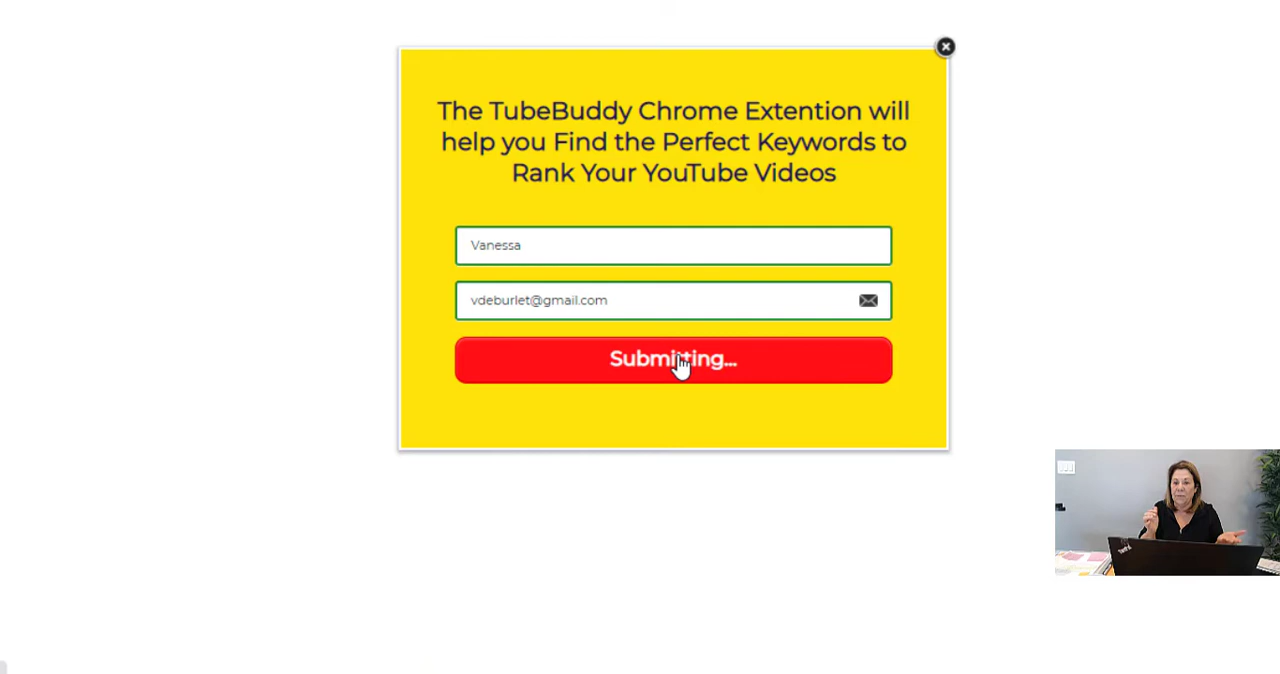 The TubeBuddy Chrome Extention will
help you Find the Perfect Keywords to
Rank Your YouTube Videos
Vanessa
vdeburlet@gmail.com
Submitting...